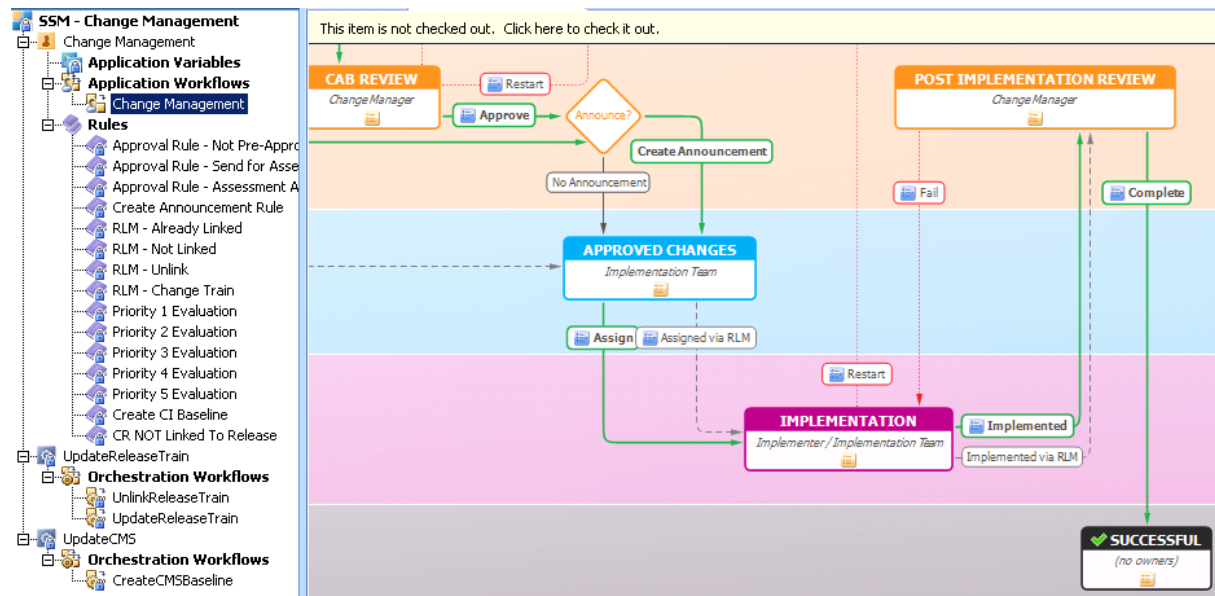 SSM - Change Management
Change Management
Application Variables
Application Workflows
Change Management
Rules
Approval Rule - Not Pre-Appro
Approval Rule - Send for Asse
Approval Rule - Assessment A
Create Announcement Rule
RLM - Already Linked
RLM - Not Linked
RLM - Unlink
RLM - Change Train
Priority 1 Evaluation
Priority 2 Evaluation
Priority 3 Evaluation
Priority 4 Evaluation
Priority 5 Evaluation
Create CI Baseline
CR NOT Linked To Release
UpdateReleaseTrain
Orchestration Workflows
UnlinkReleaseTrain
UpdateReleaseTrain
UpdateCMS
Orchestration Workflows
CreateCMSBaseline
This item is not checked out. Click here to check it out.
CAB REVIEW
Change Manager
Restart
Approve
Announce?
Create Announcement
No Announcement
POST IMPLEMENTATION REVIEW
Change Manager
Fail
Complete
APPROVED CHANGES
Implementation Team
Assign
Assigned via RLM
Restart
IMPLEMENTATION
Implementer/Implementation Team
Implemented
Implemented via RLM
SUCCESSFUL
(no owners)